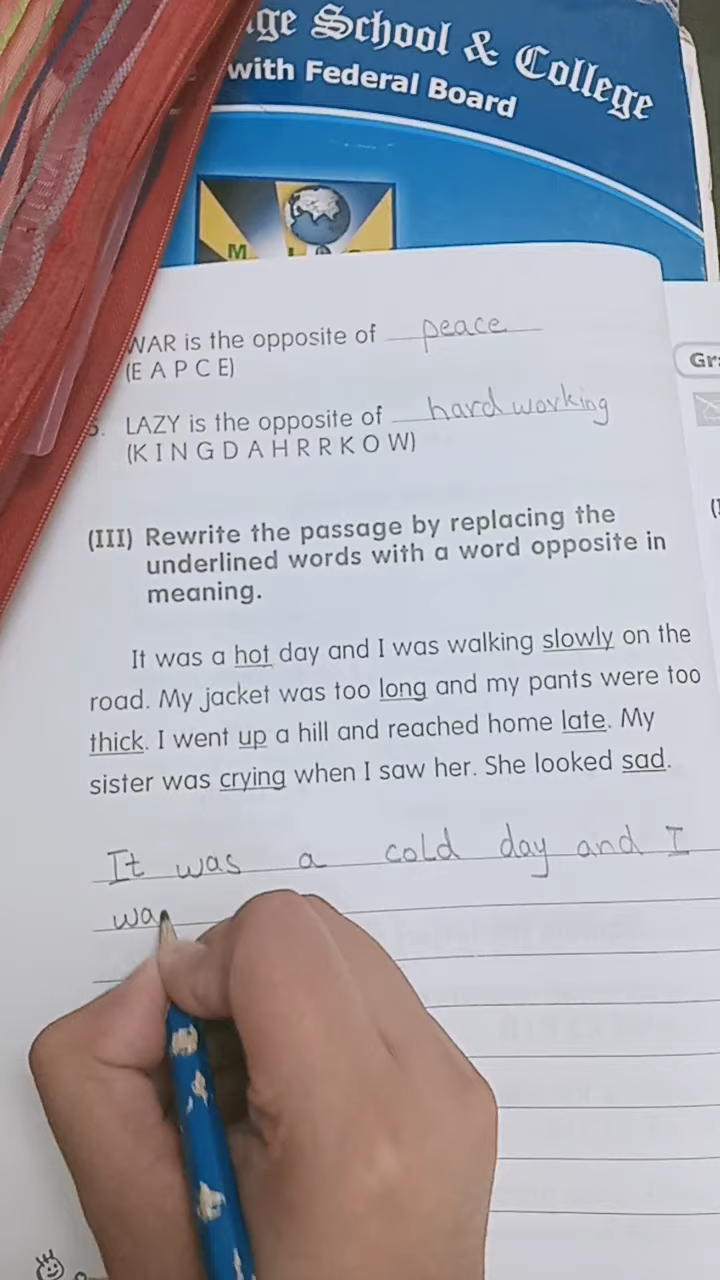 ge School & College
with Federal Board
M
WAR is the opposite of peace
(E A P C E)
5. LAZY is the opposite of hardworking
(K I N G D A H R R K O W)
Gr
(III) Rewrite the passage by replacing the
underlined words with a word opposite in
meaning.
It was a hot day and I was walking slowly on the
road. My jacket was too long and my pants were too
thick. I went up a hill and reached home late. My
sister was crying when I saw her. She looked sad.
It was a cold day and I
wa